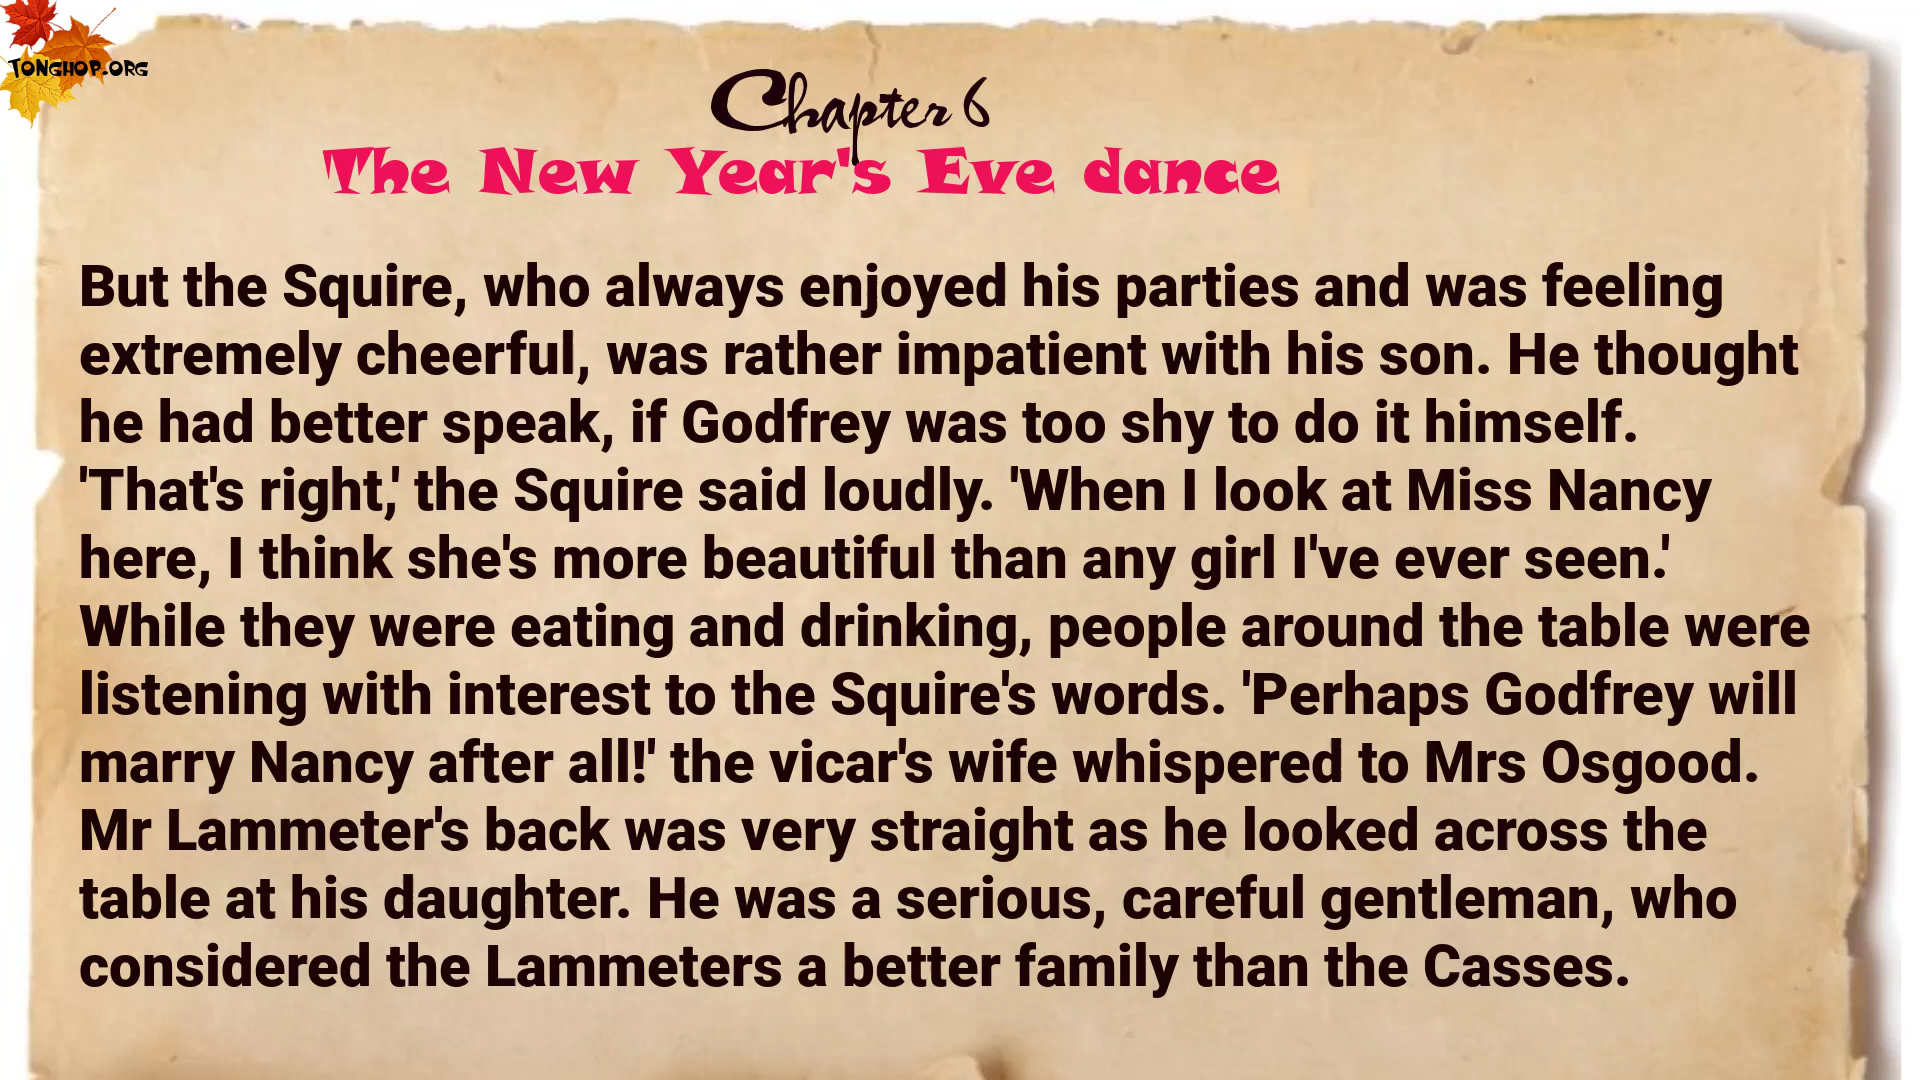 TONGHOP.ORG
Chapter 6
The New Year's Eve dance
But the Squire, who always enjoyed his parties and was feeling
extremely cheerful, was rather impatient with his son. He thought
he had better speak, if Godfrey was too shy to do it himself.
'That's right,' the Squire said loudly. 'When I look at Miss Nancy
here, I think she's more beautiful than any girl I've ever seen.'
While they were eating and drinking, people around the table were
listening with interest to the Squire's words. 'Perhaps Godfrey will
marry Nancy after all!' the vicar's wife whispered to Mrs Osgood.
Mr Lammeter's back was very straight as he looked across the
table at his daughter. He was a serious, careful gentleman, who
considered the Lammeters a better family than the Casses.